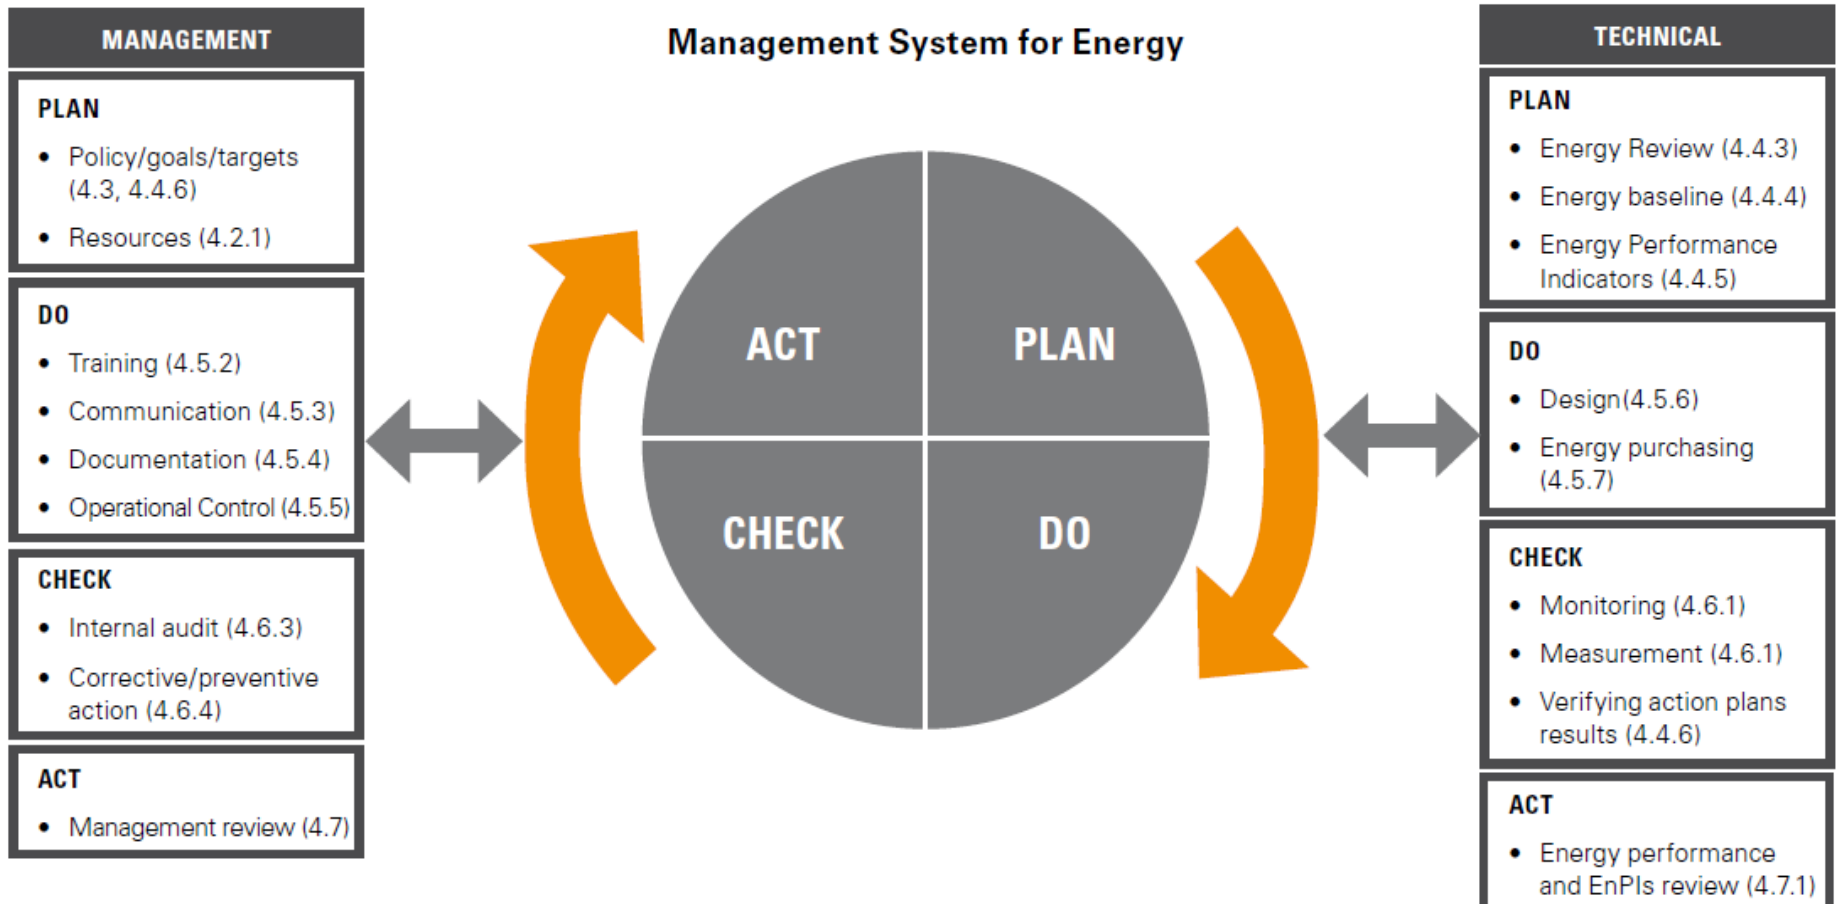 MANAGEMENT
PLAN
• Policy/goals/targets
(4.3, 4.4.6)
• Resources (4.2.1)
DO
• Training (4.5.2)
• Communication (4.5.3)
• Documentation (4.5.4)
• Operational Control (4.5.5)
CHECK
• Internal audit (4.6.3)
• Corrective/preventive
action (4.6.4)
ACT
• Management review (4.7)
Management System for Energy
ACT
PLAN
CHECK
DO
TECHNICAL
PLAN
• Energy Review (4.4.3)
• Energy baseline (4.4.4)
• Energy Performance
Indicators (4.4.5)
DO
• Design(4.5.6)
• Energy purchasing
(4.5.7)
CHECK
• Monitoring (4.6.1)
• Measurement (4.6.1)
• Verifying action plans
results (4.4.6)
ACT
• Energy performance
and EnPIs review (4.7.1)